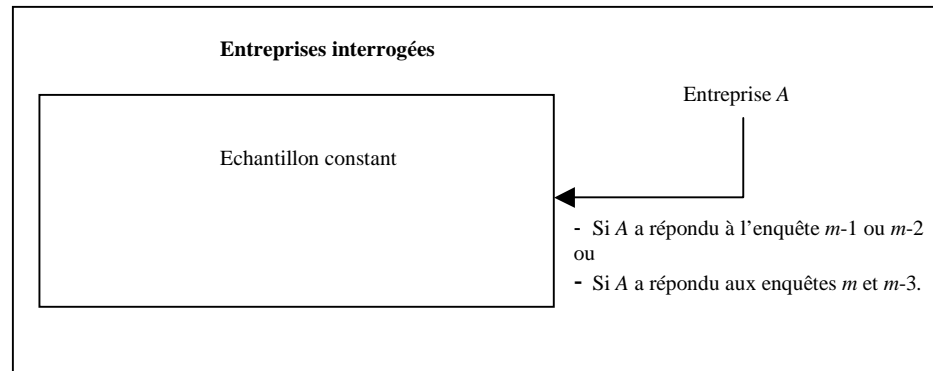 Entreprises interrogées
Entreprise A
Echantillon constant
- Si A a répondu à l'enquête m-1 ou m-2
ou
- Si A a répondu aux enquêtes m et m-3.